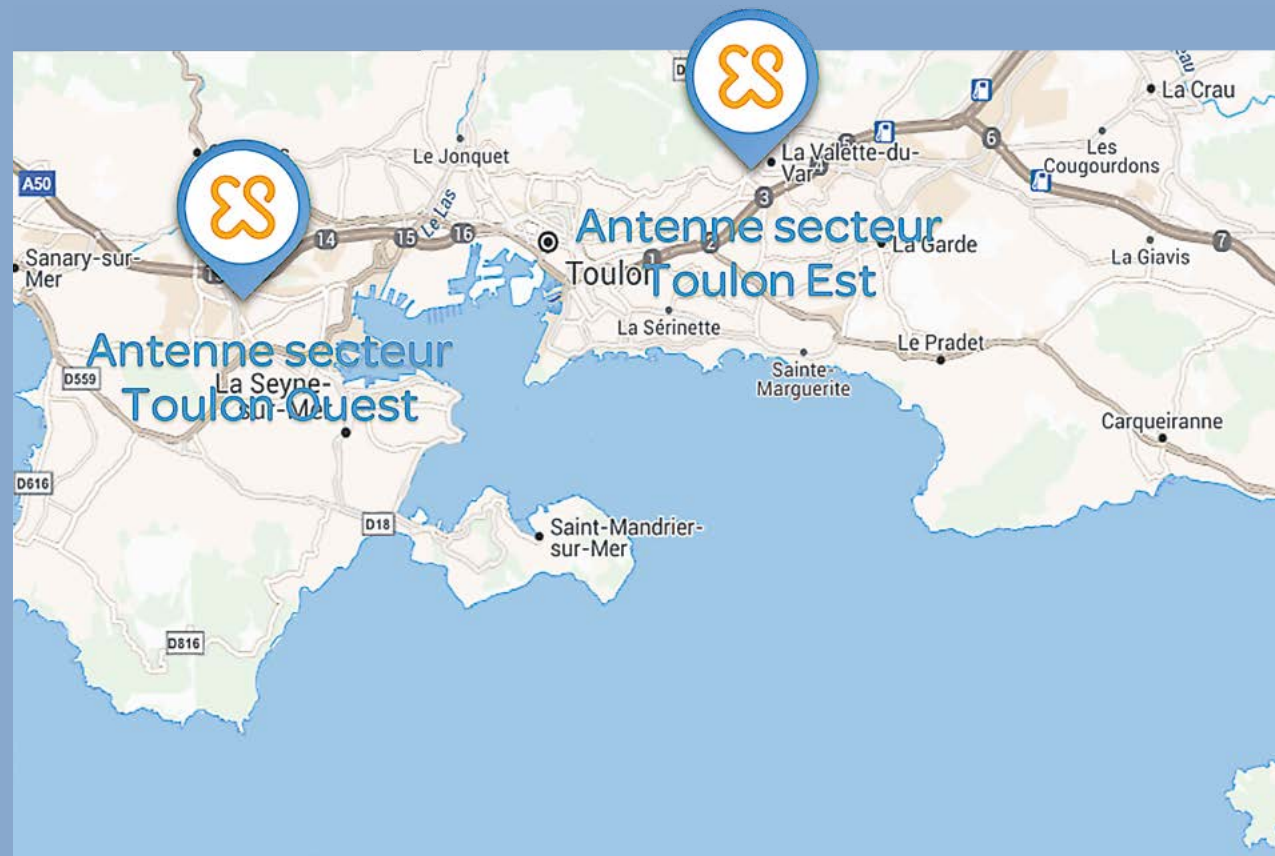 La Crau
La Valette-du-
Var
Les
Cougourdons
Le Jonquet
A50
Le Las
5
6
4
3
14
15
16
2
1
7
Antenne secteur
Toulon Est
La Garde
La Giavis
Sanary-sur-
Mer
Toulon
La Sérinette
Le Pradet
Antenne secteur
Toulon Ouest
Sainte-
Marguerite
D559
La Seyne-
sur-Mer
Carqueiranne
D616
D18
Saint-Mandrier-
sur-Mer
D816